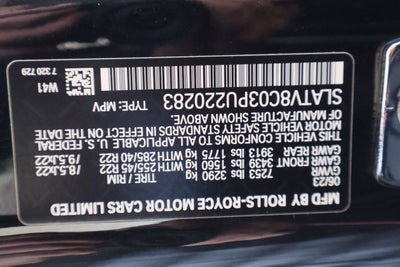 MFD BY ROLLS-ROYCE MOTOR CARS LIMITED
06/23
GVWR 7253 lbs 3290 kg TIRE / RIM
GAWR FRONT 3439 lbs 1560 kg WITH 255/45 R22 /8.5Jx22
GAWR REAR 3913 lbs 1775 kg WITH 285/40 R22 /9.5Jx22
THIS VEHICLE CONFORMS TO ALL APPLICABLE U. S. FEDERAL
MOTOR VEHICLE SAFETY STANDARDS IN EFFECT ON THE DATE
OF MANUFACTURE SHOWN ABOVE.
SLATV8C03PU220283 TYPE: MPV
W41
7 320 729